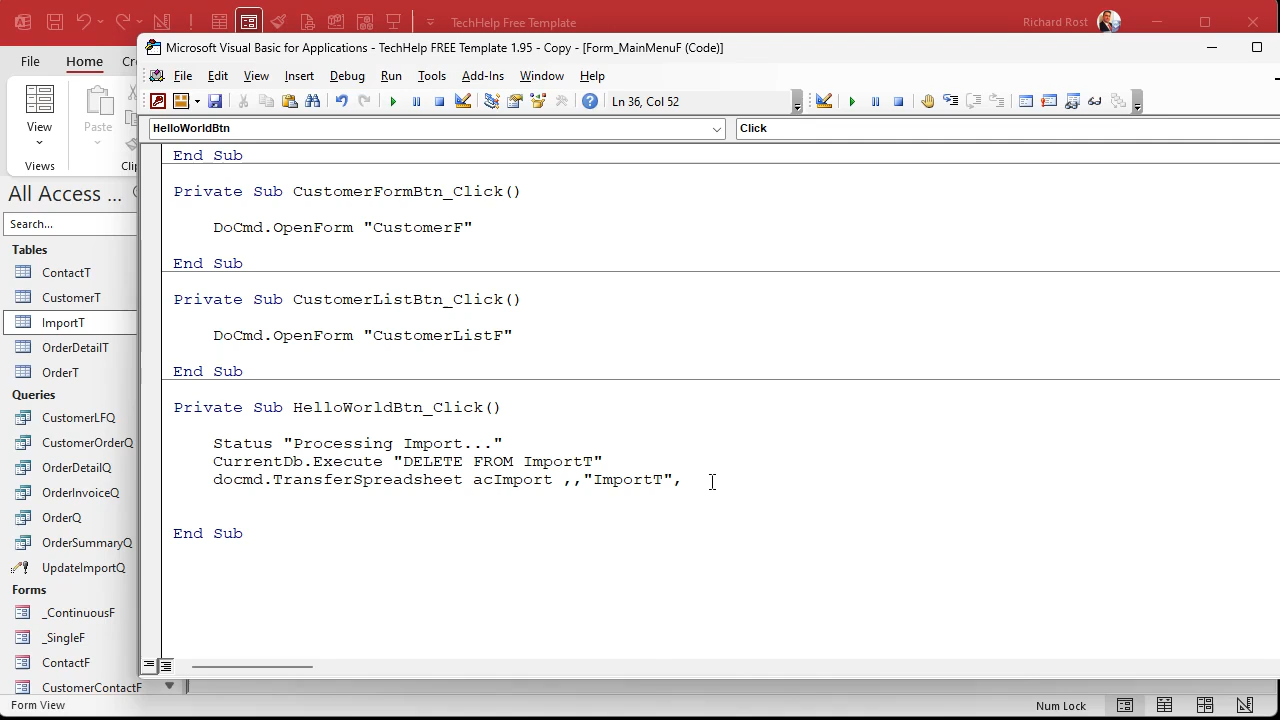 TechHelp Free Template
Richard Rost
File
Home
Cr
View
Paste
Views
Clip
Microsoft Visual Basic for Applications - TechHelp FREE Template 1.95 - Copy - [Form_MainMenuF (Code)]
File Edit View Insert Debug Run Tools Add-Ins Window Help
Ln 36, Col 52
HelloWorldBtn
Click
All Access ...
Search...
Tables
ContactT
CustomerT
ImportT
OrderDetailT
OrderT
Queries
CustomerLFQ
CustomerOrderQ
OrderDetailQ
OrderInvoiceQ
OrderQ
OrderSummaryQ
UpdateImportQ
Forms
_ContinuousF
_SingleF
ContactF
CustomerContactF
End Sub
Private Sub CustomerFormBtn_Click()
DoCmd.OpenForm "CustomerF"
End Sub
Private Sub CustomerListBtn_Click()
DoCmd.OpenForm "CustomerListF"
End Sub
Private Sub HelloWorldBtn_Click()
Status "Processing Import..."
CurrentDb.Execute "DELETE FROM ImportT"
docmd.TransferSpreadsheet acImport ,,"ImportT",
End Sub
Form View
Num Lock